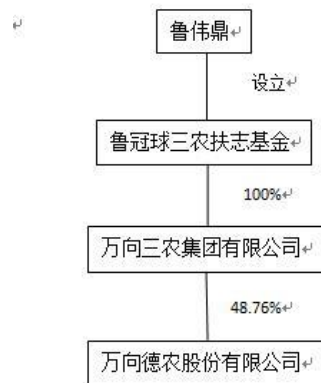 鲁伟鼎
设立
鲁冠球三农扶志基金
100%
万向三农集团有限公司
48.76%
万向德农股份有限公司